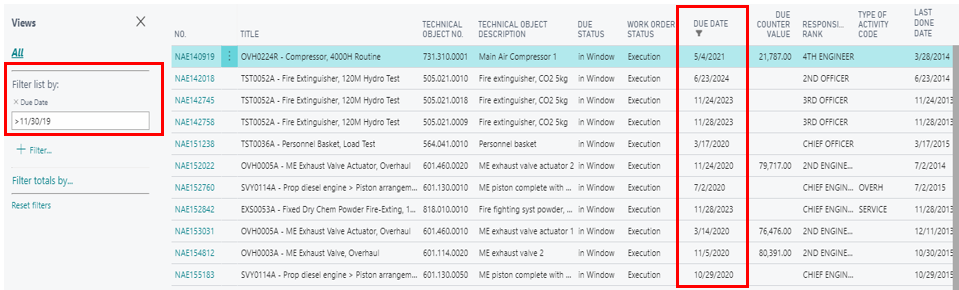 Views ×
All
Filter list by:
× Due Date
>11/30/19
+ Filter...
Filter totals by...
Reset filters
NO. TITLE TECHNICAL OBJECT NO. TECHNICAL OBJECT DESCRIPTION DUE STATUS WORK ORDER STATUS DUE DATE DUE COUNTER VALUE RESPONSI... RANK TYPE OF ACTIVITY CODE LAST DONE DATE
NAE140919 OVH0224R - Compressor, 4000H Routine 731.310.0001 Main Air Compressor 1 in Window Execution 5/4/2021 21,787.00 4TH ENGINEER 3/28/2014
NAE142018 TST0052A - Fire Extinguisher, 120M Hydro Test 505.021.0010 Fire extinguisher, CO2 5kg in Window Execution 6/23/2024 2ND OFFICER 6/23/2014
NAE142745 TST0052A - Fire Extinguisher, 120M Hydro Test 505.021.0018 Fire extinguisher, CO2 5kg in Window Execution 11/24/2023 3RD OFFICER 11/24/2013
NAE142758 TST0052A - Fire Extinguisher, 120M Hydro Test 505.021.0009 Fire extinguisher, CO2 5kg in Window Execution 11/28/2023 3RD OFFICER 11/28/2013
NAE151238 TST0036A - Personnel Basket, Load Test 564.041.0010 Personnel basket in Window Execution 3/17/2020 CHIEF OFFICER 3/17/2015
NAE152022 OVH0005A - ME Exhaust Valve Actuator, Overhaul 601.460.0020 ME exhaust valve actuator 2 in Window Execution 11/24/2020 79,717.00 2ND ENGINE... 7/2/2014
NAE152760 SVY0114A - Prop diesel engine > Piston arrangem... 601.130.0010 ME piston complete with ... in Window Execution 7/2/2020 CHIEF ENGIN... OVERH 7/2/2015
NAE152842 EXS0053A - Fixed Dry Chem Powder Fire-Exting, 1... 818.010.0010 Fire fighting syst powder, ... in Window Execution 11/28/2023 CHIEF ENGIN... SERVICE 11/28/2013
NAE153031 OVH0005A - ME Exhaust Valve Actuator, Overhaul 601.460.0010 ME exhaust valve actuator 1 in Window Execution 3/14/2020 76,476.00 2ND ENGINE... 12/11/2013
NAE154812 OVH0003A - ME Exhaust Valve, Overhaul 601.114.0020 ME exhaust valve 2 in Window Execution 11/5/2020 80,391.00 2ND ENGINE... 10/30/2015
NAE155183 SVY0114A - Prop diesel engine > Piston arrangem... 601.130.0050 ME piston complete with ... in Window Execution 10/29/2020 CHIEF ENGIN... 10/29/2015